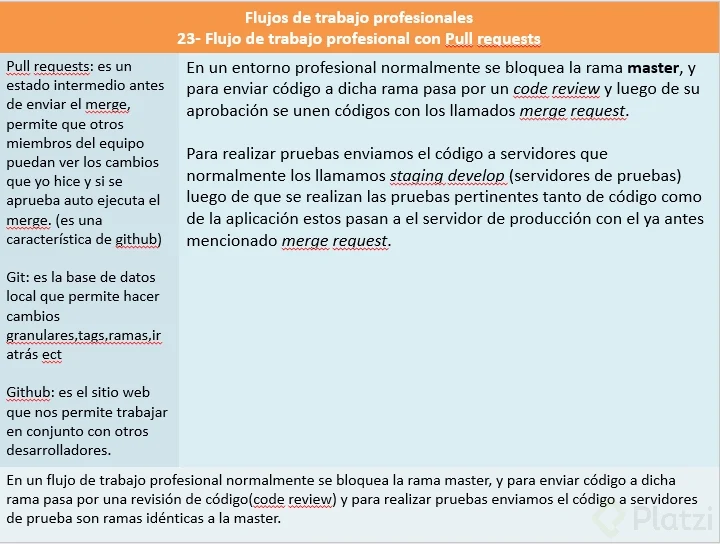 Flujos de trabajo profesionales
23- Flujo de trabajo profesional con Pull requests
Pull requests: es un
estado intermedio antes
de enviar el merge,
permite que otros
miembros del equipo
puedan ver los cambios
que yo hice y si se
aprueba auto ejecuta el
merge. (es una
característica de github)
Git: es la base de datos
local que permite hacer
cambios
granulares,tags,ramas,ir
atrás ect
Github: es el sitio web
que nos permite trabajar
en conjunto con otros
desarrolladores.
En un entorno profesional normalmente se bloquea la rama master, y
para enviar código a dicha rama pasa por un code review y luego de su
aprobación se unen códigos con los llamados merge request.
Para realizar pruebas enviamos el código a servidores que
normalmente los llamamos staging develop (servidores de pruebas)
luego de que se realizan las pruebas pertinentes tanto de código como
de la aplicación estos pasan a el servidor de producción con el ya antes
mencionado merge request.
En un flujo de trabajo profesional normalmente se bloquea la rama master, y para enviar código a dicha
rama pasa por una revisión de código(code review) y para realizar pruebas enviamos el código a servidores
de prueba son ramas idénticas a la master.
Platzi